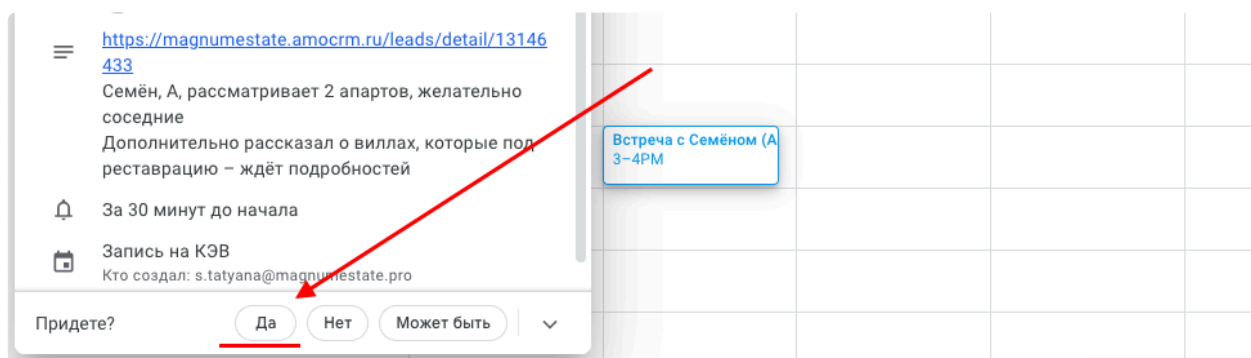 https://magnumestate.amocrm.ru/leads/detail/13146
433
Семён, А, рассматривает 2 апартов, желательно
соседние
Дополнительно рассказал о виллах, которые под
реставрацию – ждёт подробностей
За 30 минут до начала
Запись на КЭВ
Кто создал: s.tatyana@magnumestate.pro
Придете?
Да
Нет
Может быть
Встреча с Семёном (А
3–4PM